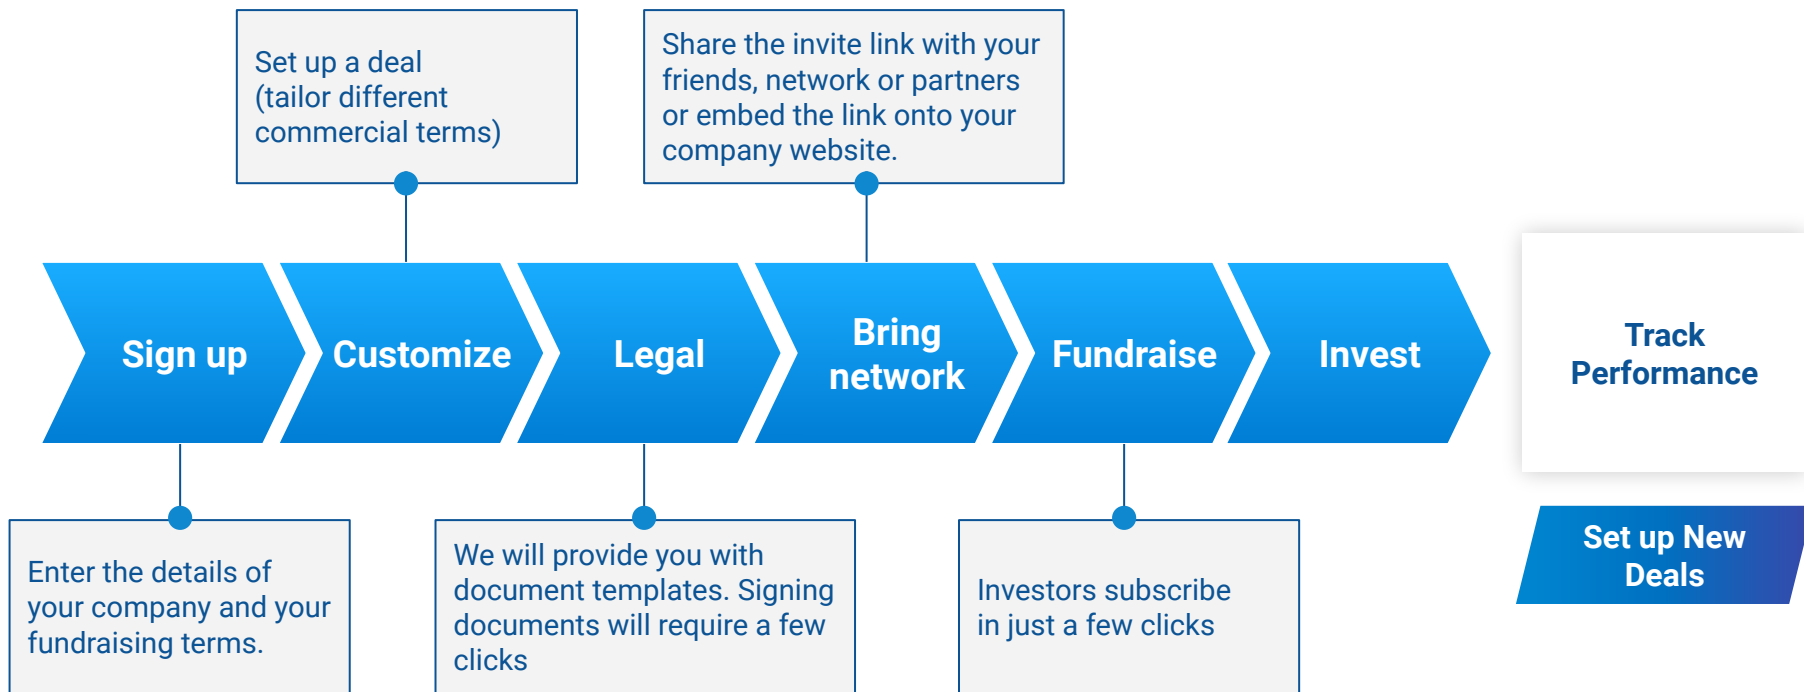 Set up a deal
(tailor different
commercial terms)
Share the invite link with your
friends, network or partners
or embed the link onto your
company website.
Sign up
Customize
Legal
Bring
network
Fundraise
Invest
Track
Performance
Enter the details of
your company and your
fundraising terms.
We will provide you with
document templates. Signing
documents will require a few
clicks
Investors subscribe
in just a few clicks
Set up New
Deals